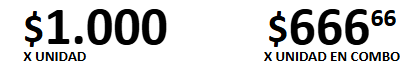 $1.000 $666⁶⁶
X UNIDAD X UNIDAD EN COMBO